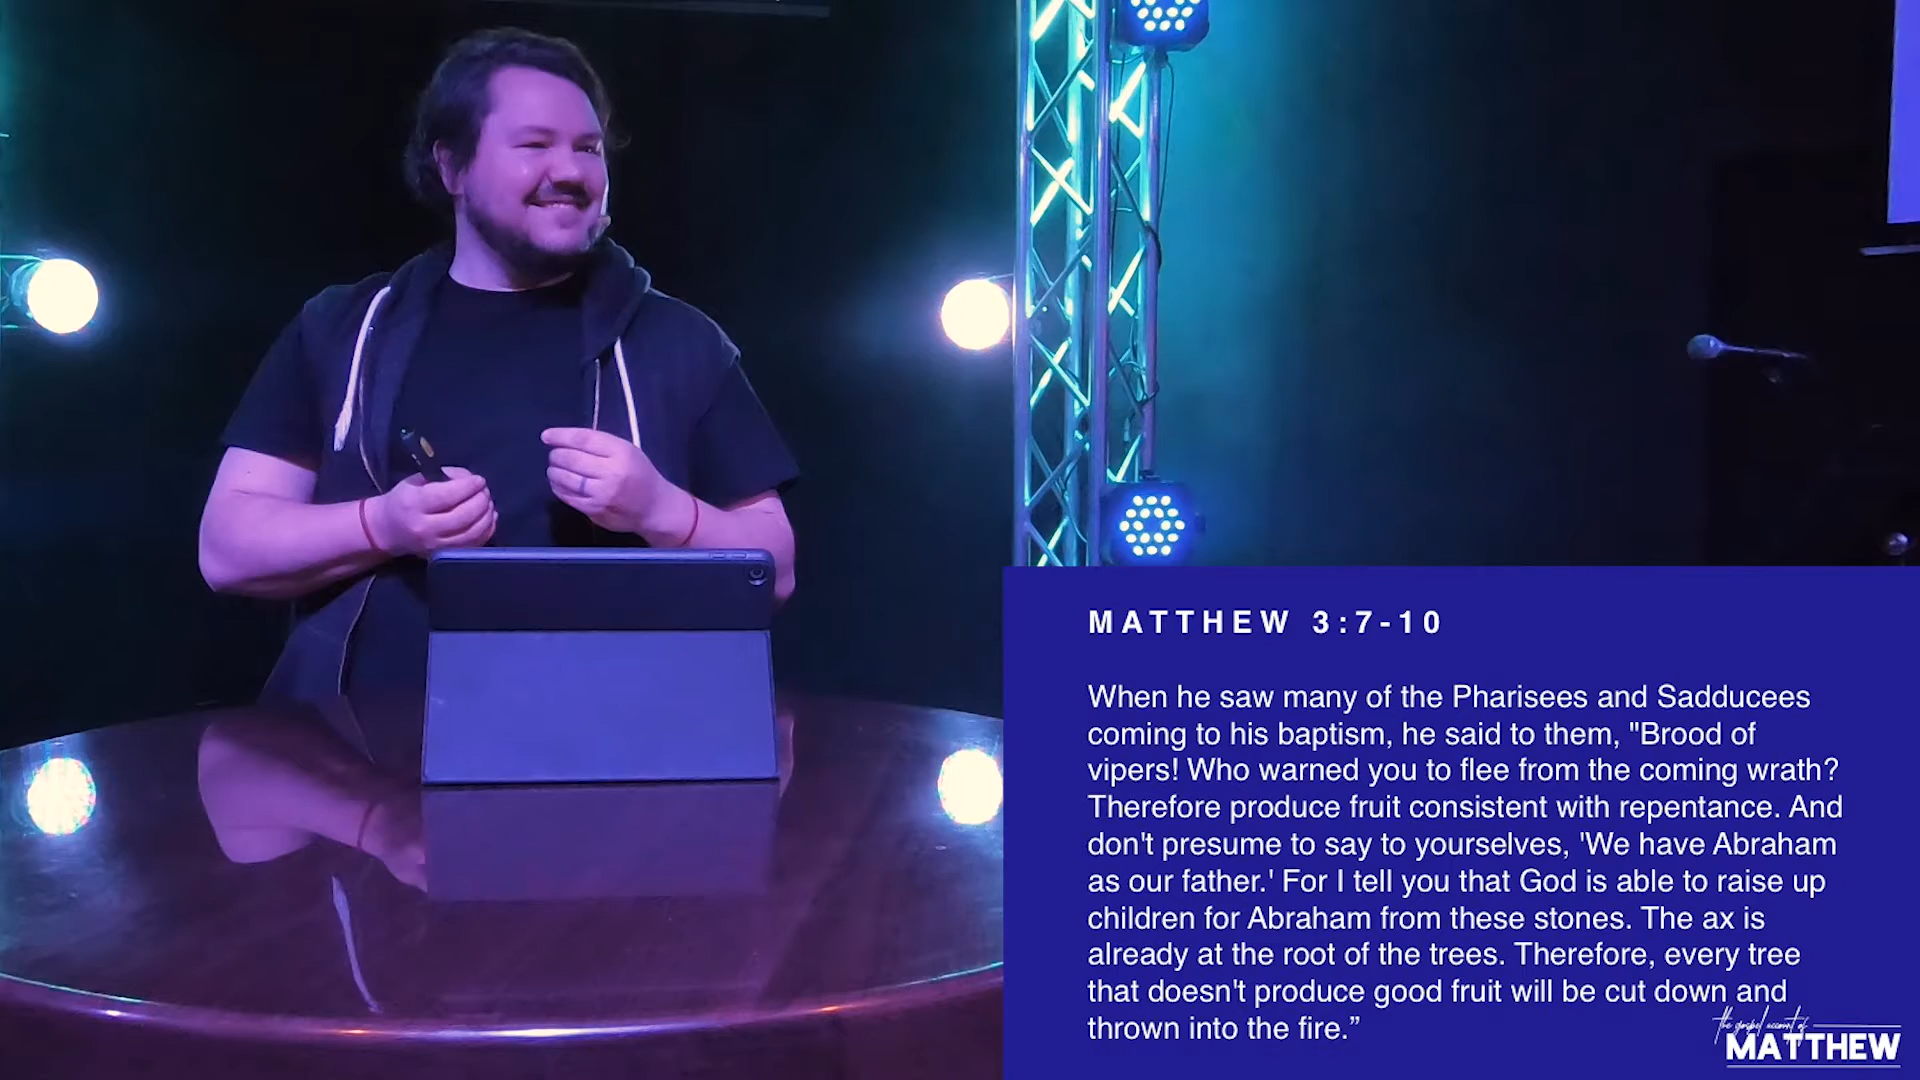 MATTHEW 3:7-10
When he saw many of the Pharisees and Sadducees
coming to his baptism, he said to them, "Brood of
vipers! Who warned you to flee from the coming wrath?
Therefore produce fruit consistent with repentance. And
don't presume to say to yourselves, 'We have Abraham
as our father.' For I tell you that God is able to raise up
children for Abraham from these stones. The ax is
already at the root of the trees. Therefore, every tree
that doesn't produce good fruit will be cut down and
thrown into the fire.”
the gospel account of
MATTHEW